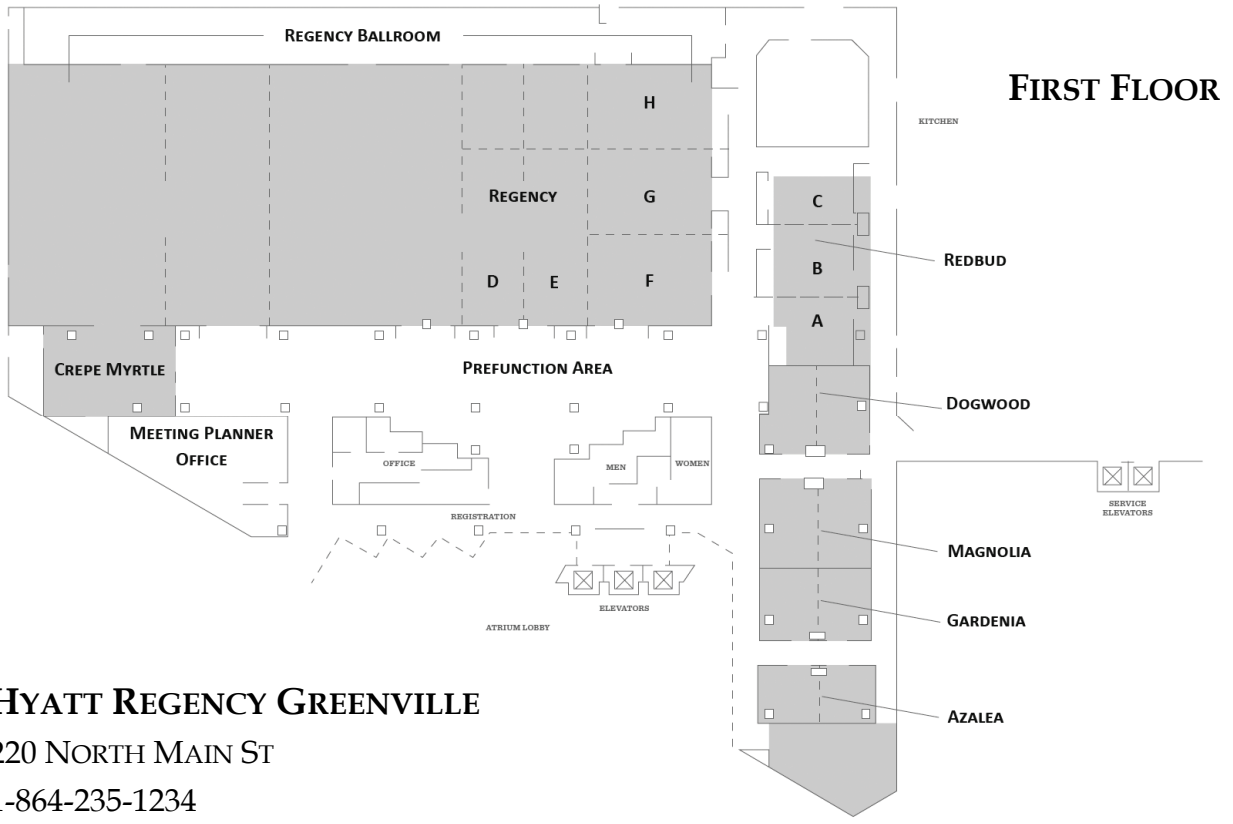 REGENCY BALLROOM
FIRST FLOOR
H
KITCHEN
REGENCY
G
C
REDBUD
B
D
E
F
A
CREPE MYRTLE
PREFUNCTION AREA
DOGWOOD
MEETING PLANNER
OFFICE
OFFICE
MEN
WOMEN
SERVICE
ELEVATORS
REGISTRATION
MAGNOLIA
ELEVATORS
GARDENIA
ATRIUM LOBBY
HYATT REGENCY GREENVILLE
220 NORTH MAIN ST
1-864-235-1234
AZALEA